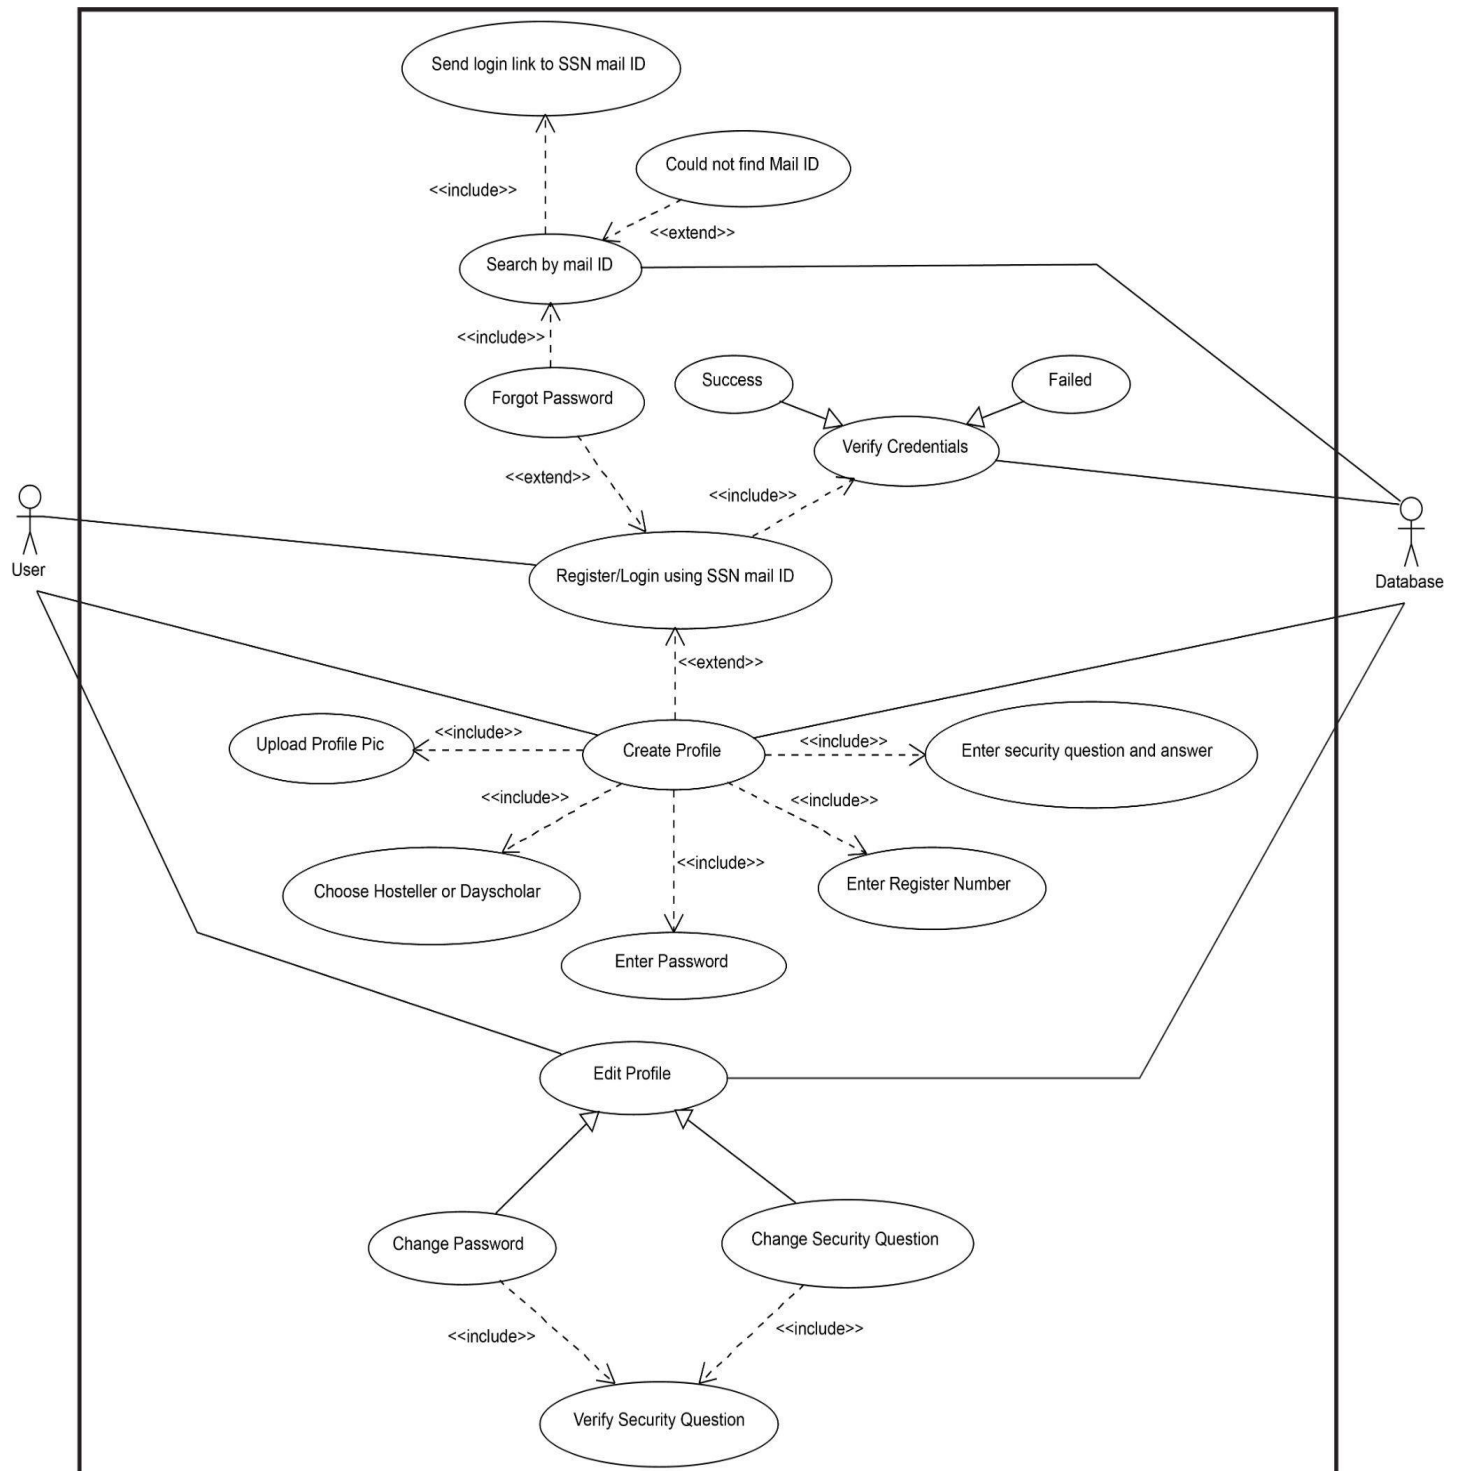 Send login link to SSN mail ID
Could not find Mail ID
<<include>>
<<extend>>
Search by mail ID
<<include>>
Success
Failed
Forgot Password
Verify Credentials
<<extend>>
<<include>>
User
Register/Login using SSN mail ID
Database
<<extend>>
Upload Profile Pic
<<include>>
Create Profile
<<include>>
Enter security question and answer
<<include>>
<<include>>
<<include>>
Choose Hosteller or Dayscholar
Enter Register Number
Enter Password
Edit Profile
Change Password
Change Security Question
<<include>>
<<include>>
Verify Security Question